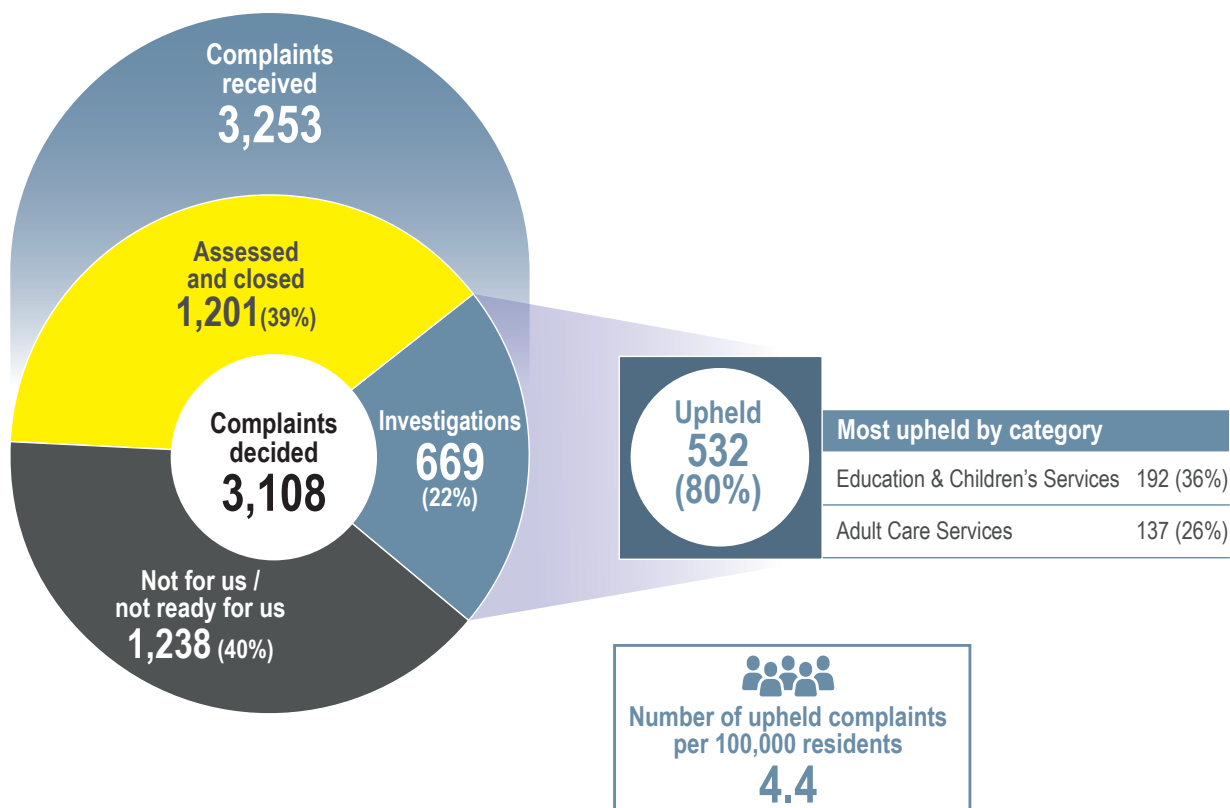 Complaints
received
3,253
Assessed
and closed
1,201(39%)
Complaints
decided
3,108
Investigations
669
(22%)
Not for us /
not ready for us
1,238 (40%)
Upheld
532
(80%)
Most upheld by category
Education & Children’s Services 192 (36%)
Adult Care Services 137 (26%)
Number of upheld complaints
per 100,000 residents
4.4